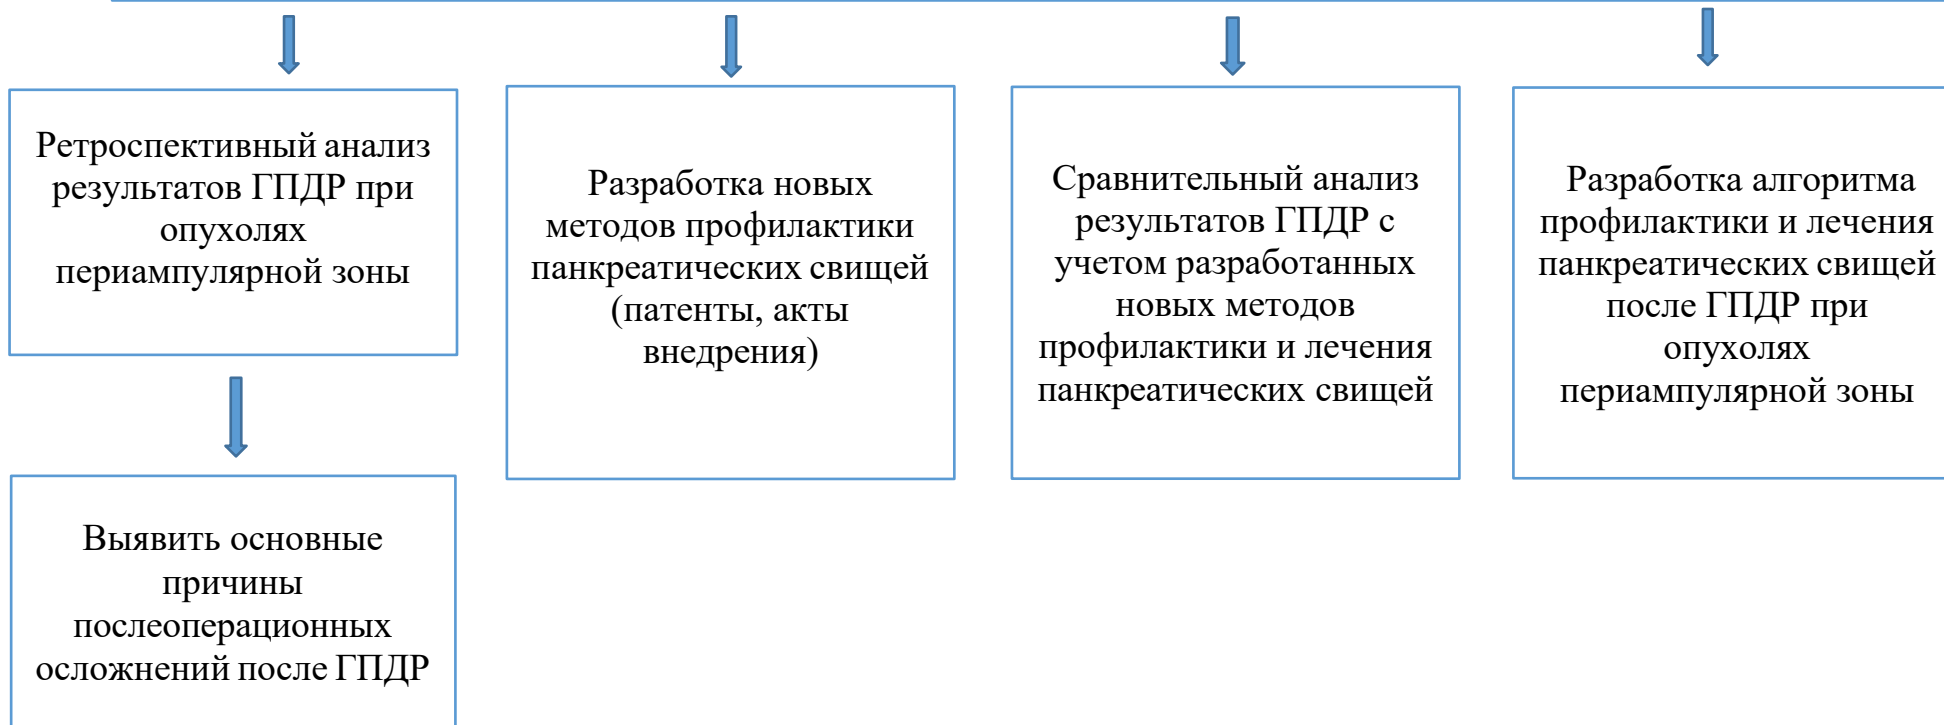 Ретроспективный анализ
результатов ГПДР при
опухолях
периампулярной зоны
Разработка новых
методов профилактики
панкреатических свищей
(патенты, акты
внедрения)
Сравнительный анализ
результатов ГПДР с
учетом разработанных
новых методов
профилактики и лечения
панкреатических свищей
Разработка алгоритма
профилактики и лечения
панкреатических свищей
после ГПДР при
опухолях
периампулярной зоны
Выявить основные
причины
послеоперационных
осложнений после ГПДР